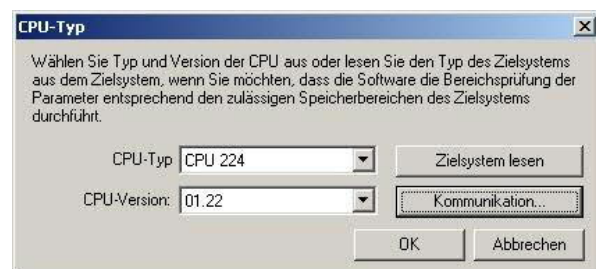 CPU-Typ
Wählen Sie Typ und Version der CPU aus oder lesen Sie den Typ des Zielsystems
aus dem Zielsystem, wenn Sie möchten, dass die Software die Bereichsprüfung der
Parameter entsprechend den zulässigen Speicherbereichen des Zielsystems
durchführt.
CPU-Typ CPU 224 Zielsystem lesen
CPU-Version: 01.22 Kommunikation...
OK Abbrechen